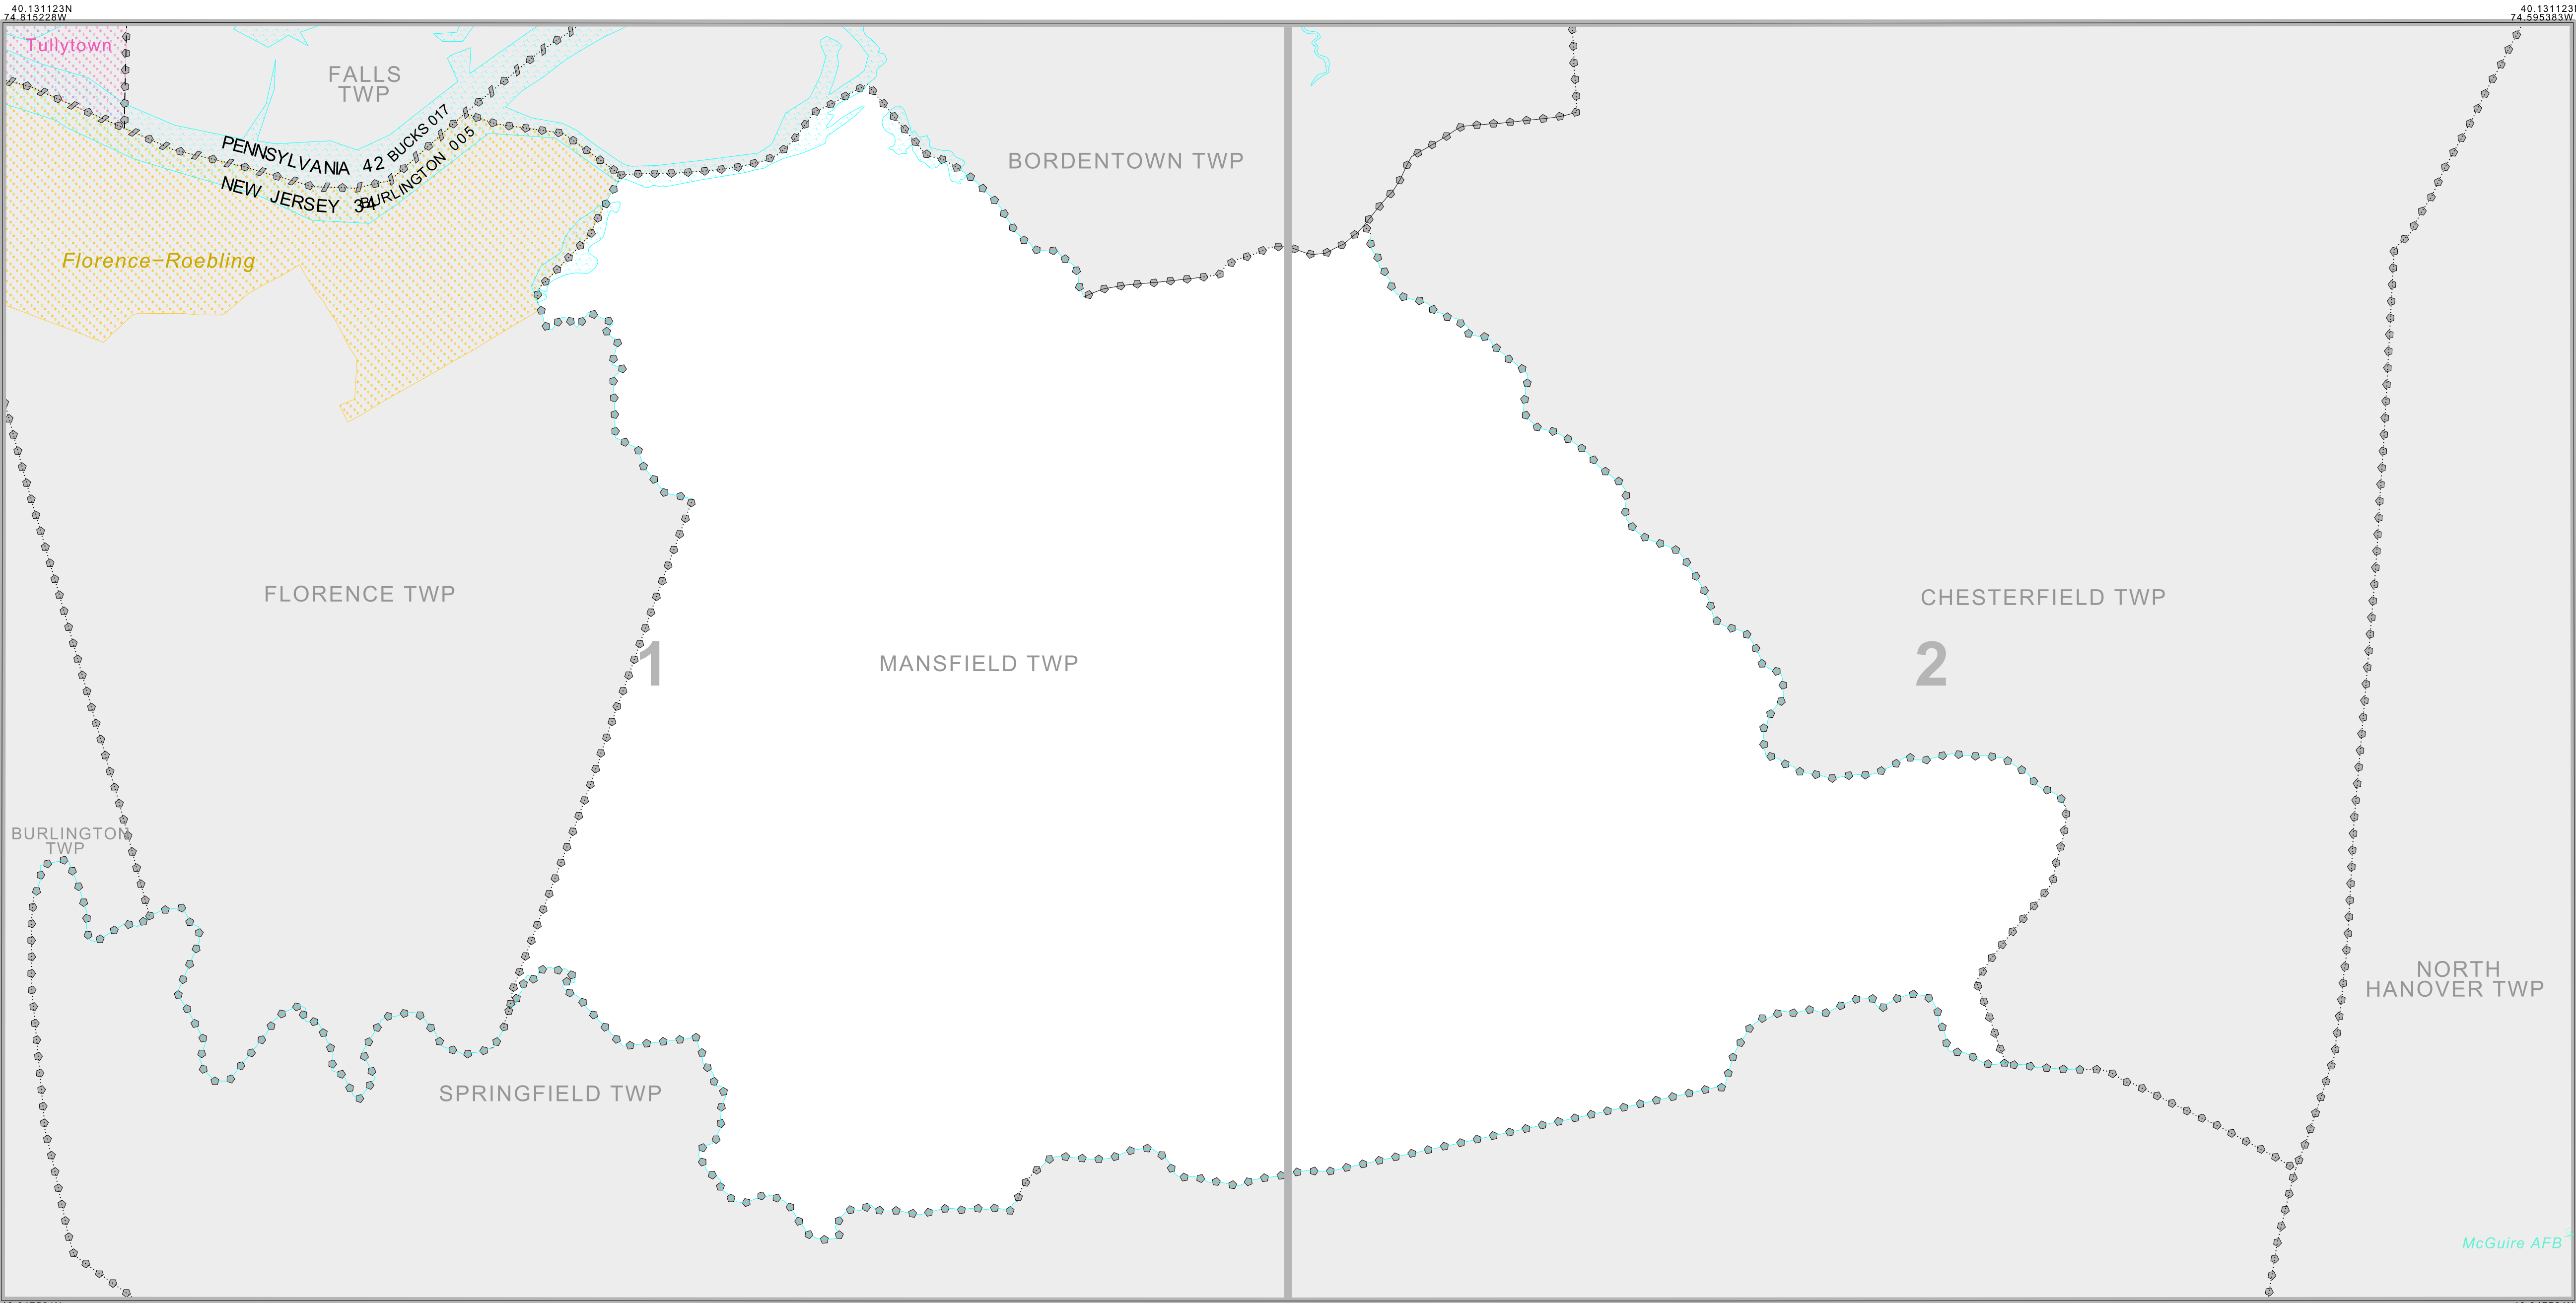 40.131123N
74.815228W
74.595383W
Tullytown
FALLS
TWP
PENNSYLVANIA 42
BUCKS 017
NEW JERSEY 34
BURLINGTON 005
BORDENTOWN TWP
Florence-Roebling
FLORENCE TWP
CHESTERFIELD TWP
1
MANSFIELD TWP
2
BURLINGTON
TWP
NORTH
HANOVER TWP
SPRINGFIELD TWP
McGuire AFB